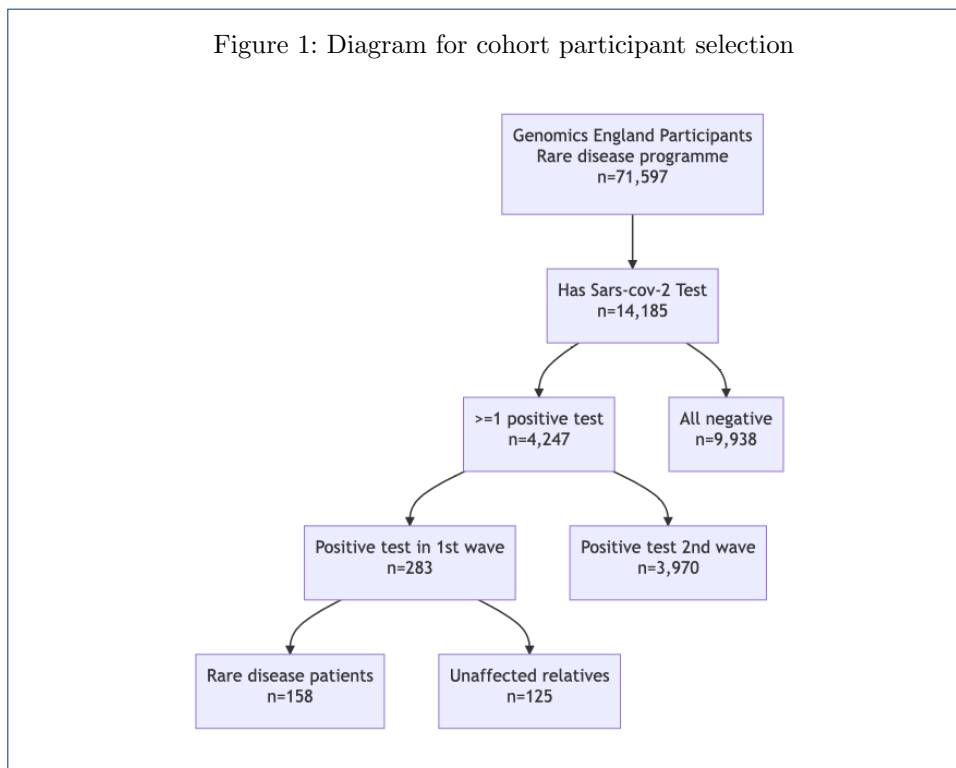 Figure 1: Diagram for cohort participant selection
Genomics England Participants
Rare disease programme
n=71,597
Has Sars-cov-2 Test
n=14,185
>=1 positive test
n=4,247
All negative
n=9,938
Positive test in 1st wave
n=283
Positive test 2nd wave
n=3,970
Rare disease patients
n=158
Unaffected relatives
n=125